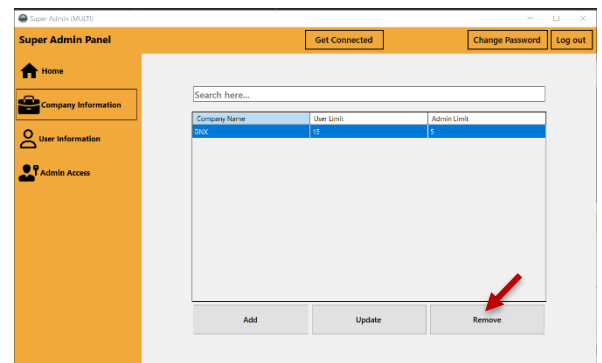 Super Admin (MULTI)
Super Admin Panel
Get Connected
Change Password
Log out
Home
Company Information
User Information
Admin Access
Search here...
Company Name User Limit Admin Limit
BNX 15 5
Add
Update
Remove